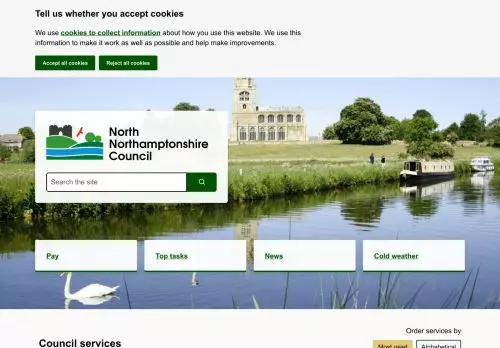 Tell us whether you accept cookies
We use cookies to collect information about how you use this website. We use
this information to make it work as well as possible and help make improvements.
Accept all cookies
Reject all cookies
North
Northamptonshire
Council
Search the site
Pay
Top tasks
News
Cold weather
Order services by
Council services
Most used
Alphabetical